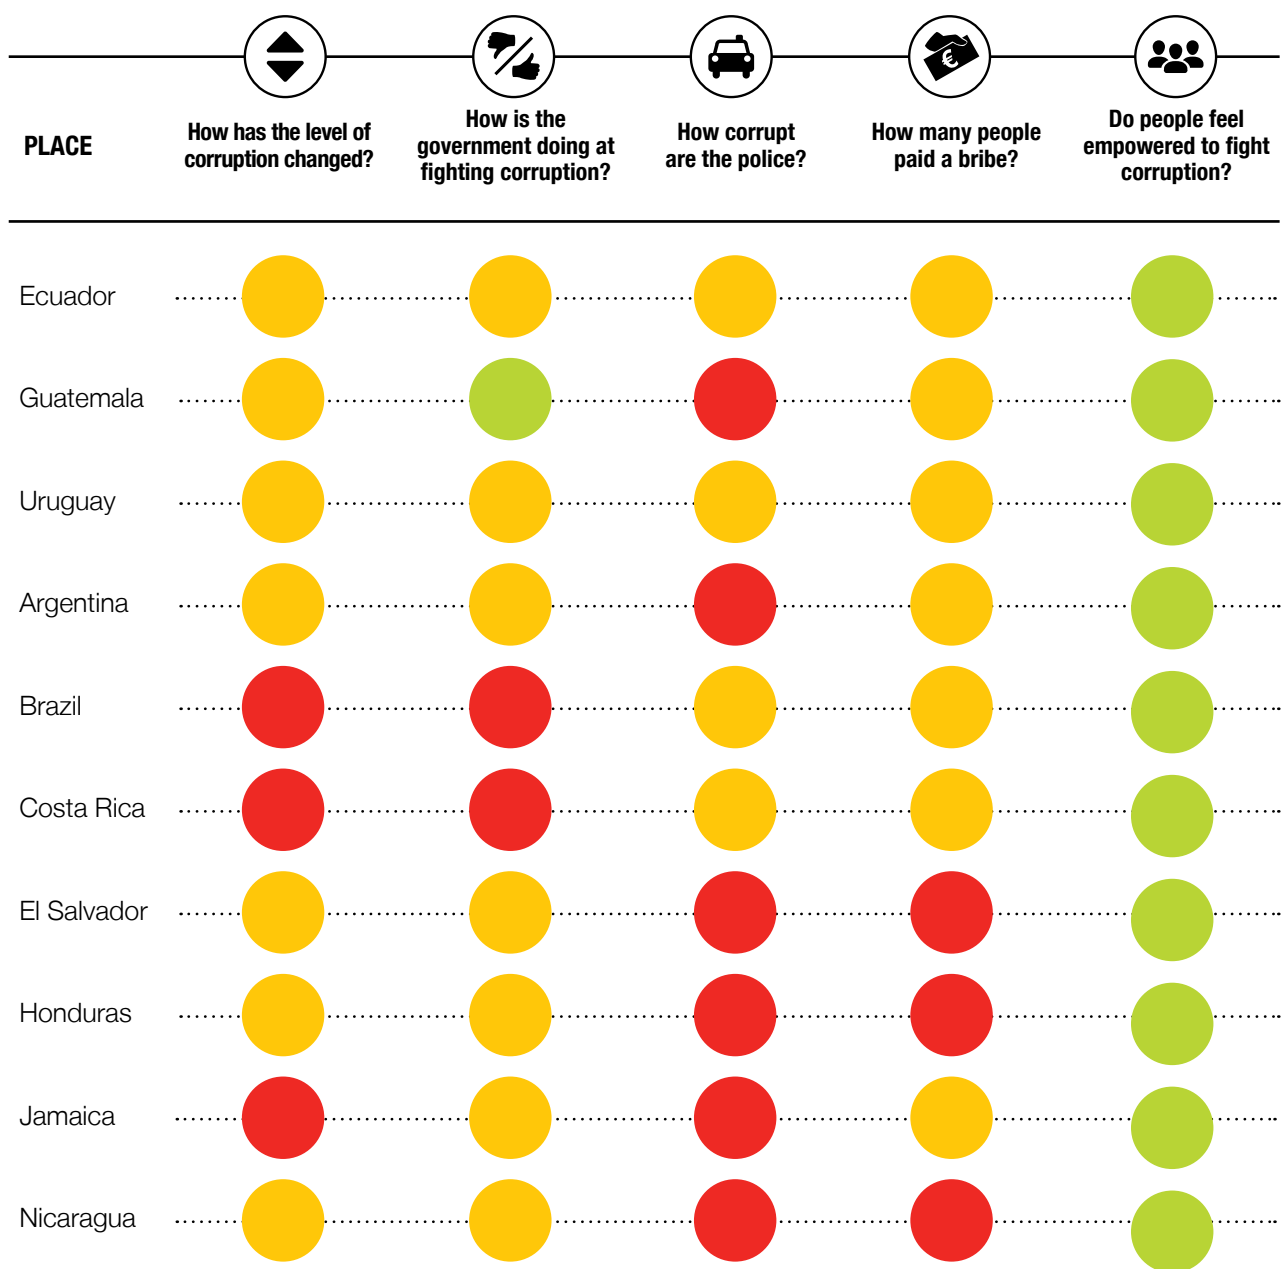 PLACE
How has the level of
corruption changed?
How is the
government doing at
fighting corruption?
How corrupt
are the police?
€
How many people
paid a bribe?
Do people feel
empowered to fight
corruption?
Ecuador
Guatemala
Uruguay
Argentina
Brazil
Costa Rica
El Salvador
Honduras
Jamaica
Nicaragua